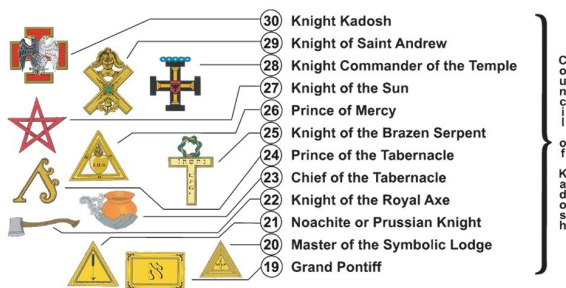 30 Knight Kadosh
29 Knight of Saint Andrew
28 Knight Commander of the Temple
27 Knight of the Sun
26 Prince of Mercy
25 Knight of the Brazen Serpent
24 Prince of the Tabernacle
23 Chief of the Tabernacle
22 Knight of the Royal Axe
21 Noachite or Prussian Knight
20 Master of the Symbolic Lodge
19 Grand Pontiff
Council of Kadosh